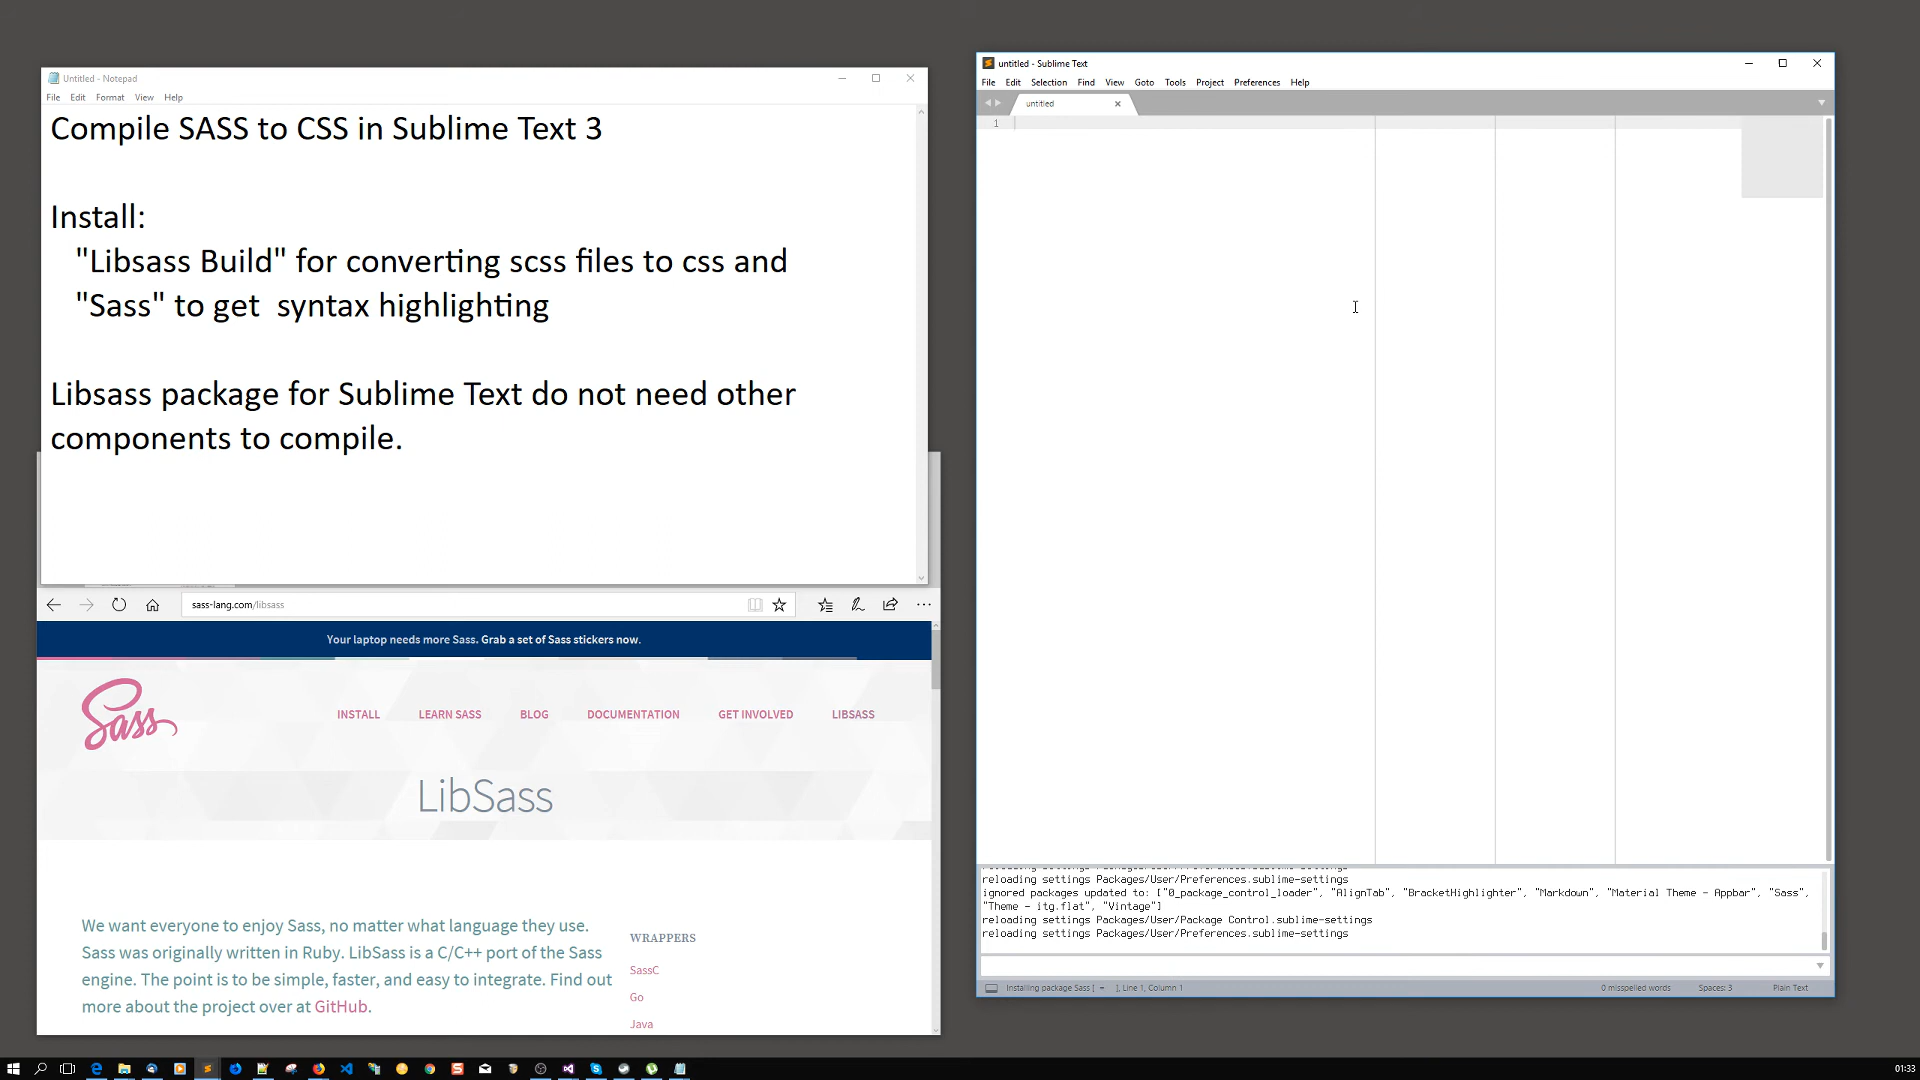 Untitled - Notepad
File Edit Format View Help
Compile SASS to CSS in Sublime Text 3
Install:
"Libsass Build" for converting scss files to css and
"Sass" to get  syntax highlighting
Libsass package for Sublime Text do not need other
components to compile.
sass-lang.com/libsass
Your laptop needs more Sass. Grab a set of Sass stickers now.
Sass
INSTALL LEARN SASS BLOG DOCUMENTATION GET INVOLVED LIBSASS
LibSass
We want everyone to enjoy Sass, no matter what language they use.
Sass was originally written in Ruby. LibSass is a C/C++ port of the Sass
engine. The point is to be simple, faster, and easy to integrate. Find out
more about the project over at GitHub.
WRAPPERS
SassC
Go
Java
untitled - Sublime Text
File Edit Selection Find View Goto Tools Project Preferences Help
untitled
1
reloading settings Packages/User/Preferences.sublime-settings
ignored packages updated to: ["0_package_control_loader", "AlignTab", "BracketHighlighter", "Markdown", "Material Theme - Appbar", "Sass",
"Theme - itg.flat", "Vintage"]
reloading settings Packages/User/Package Control.sublime-settings
reloading settings Packages/User/Preferences.sublime-settings
Installing package Sass [ = ], Line 1, Column 1 0 misspelled words Spaces: 3 Plain Text
01:33